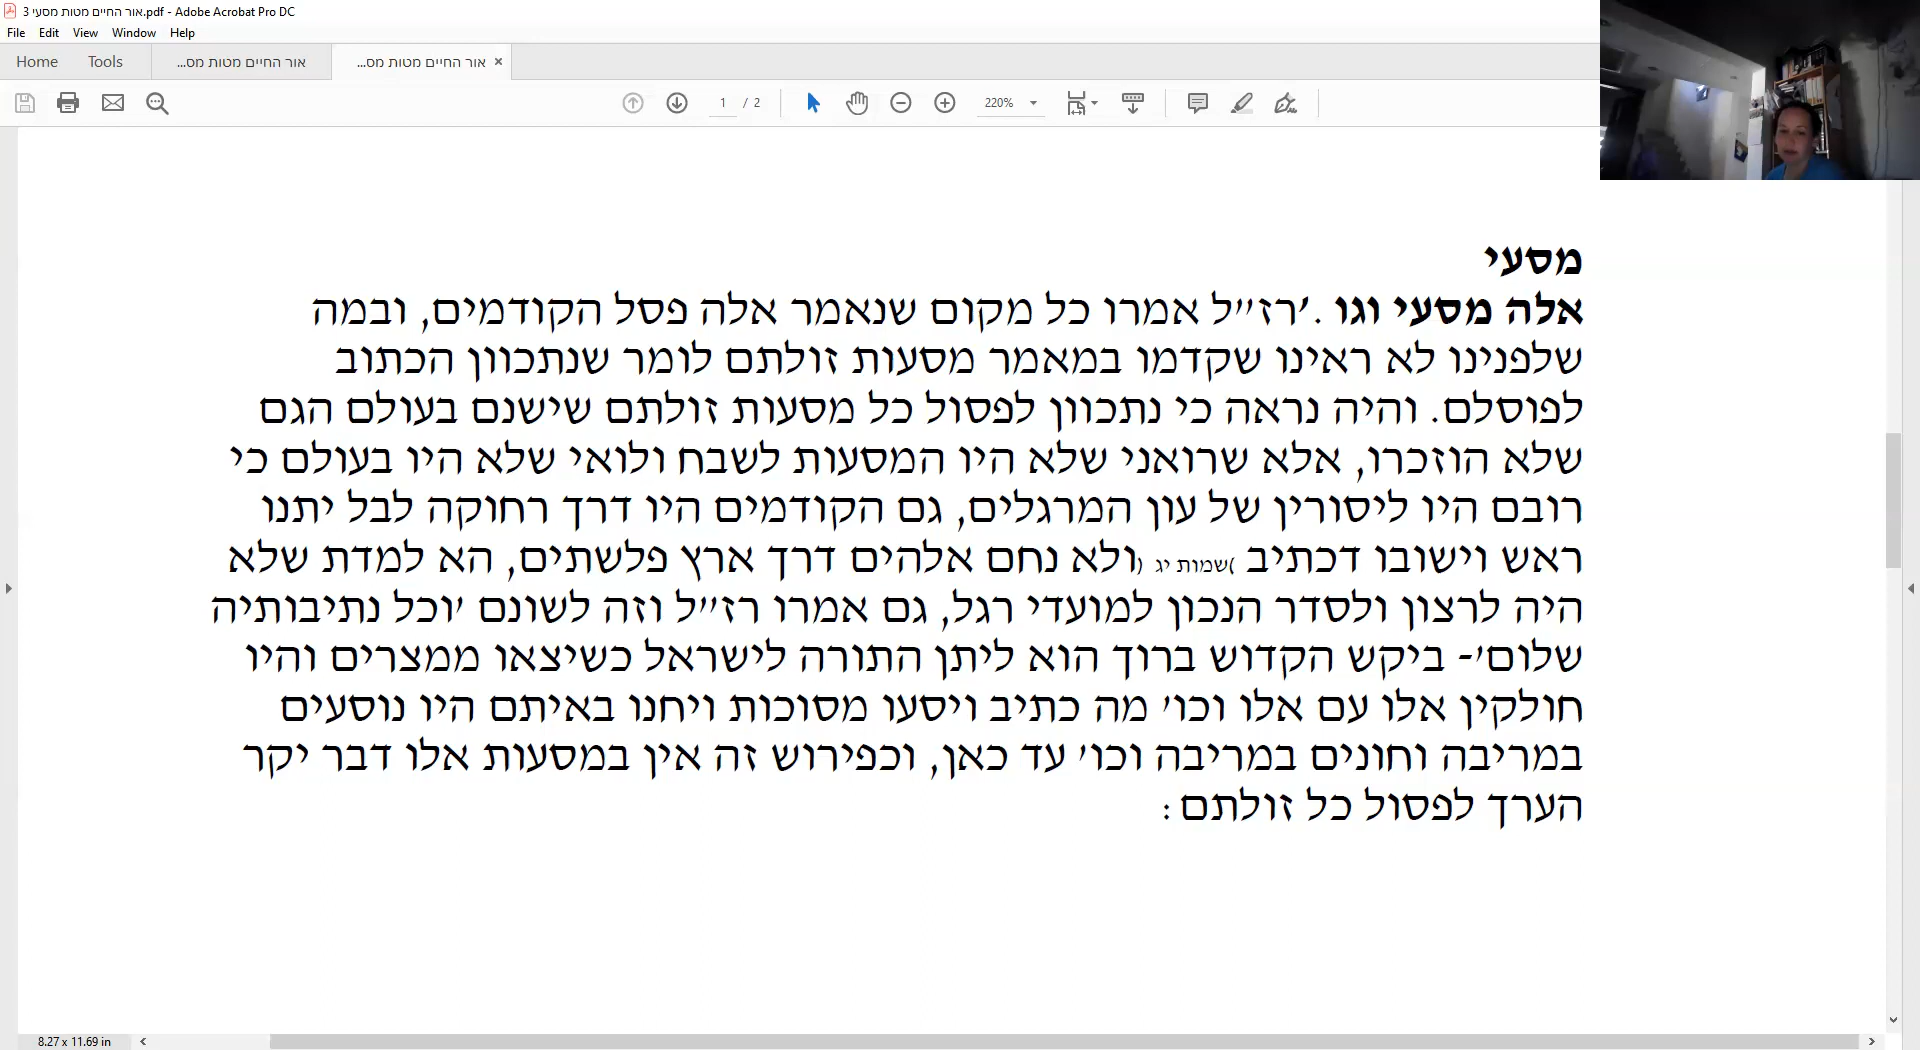 אור החיים מטות מסעי 3.pdf - Adobe Acrobat Pro DC
File Edit View Window Help
Home Tools אור החיים מטות מס... אור החיים מטות מס... ×
1 / 2 220%
מסעי
אלה מסעי וגו .'רז״ל אמרו כל מקום שנאמר אלה פסל הקודמים, ובמה
שלפנינו לא ראינו שקדמו במאמר מסעות זולתם לומר שנתכוון הכתוב
לפוסלם. והיה נראה כי נתכוון לפסול כל מסעות זולתם שישנם בעולם הגם
שלא הוזכרו, אלא שרואני שלא היו המסעות לשבח ולואי שלא היו בעולם כי
רובם היו ליסורין של עון המרגלים, גם הקודמים היו דרך רחוקה לבל יתנו
ראש וישובו דכתיב )שמות יג (ולא נחם אלהים דרך ארץ פלשתים, הא למדת שלא
היה לרצון ולסדר הנכון למועדי רגל, גם אמרו רז״ל וזה לשונם 'וכל נתיבותיה
שלום'- ביקש הקדוש ברוך הוא ליתן התורה לישראל כשיצאו ממצרים והיו
חולקין אלו עם אלו וכו' מה כתיב ויסעו מסוכות ויחנו באיתם היו נוסעים
במריבה וחונים במריבה וכו' עד כאן, וכפירוש זה אין במסעות אלו דבר יקר
הערך לפסול כל זולתם :
8.27 x 11.69 in